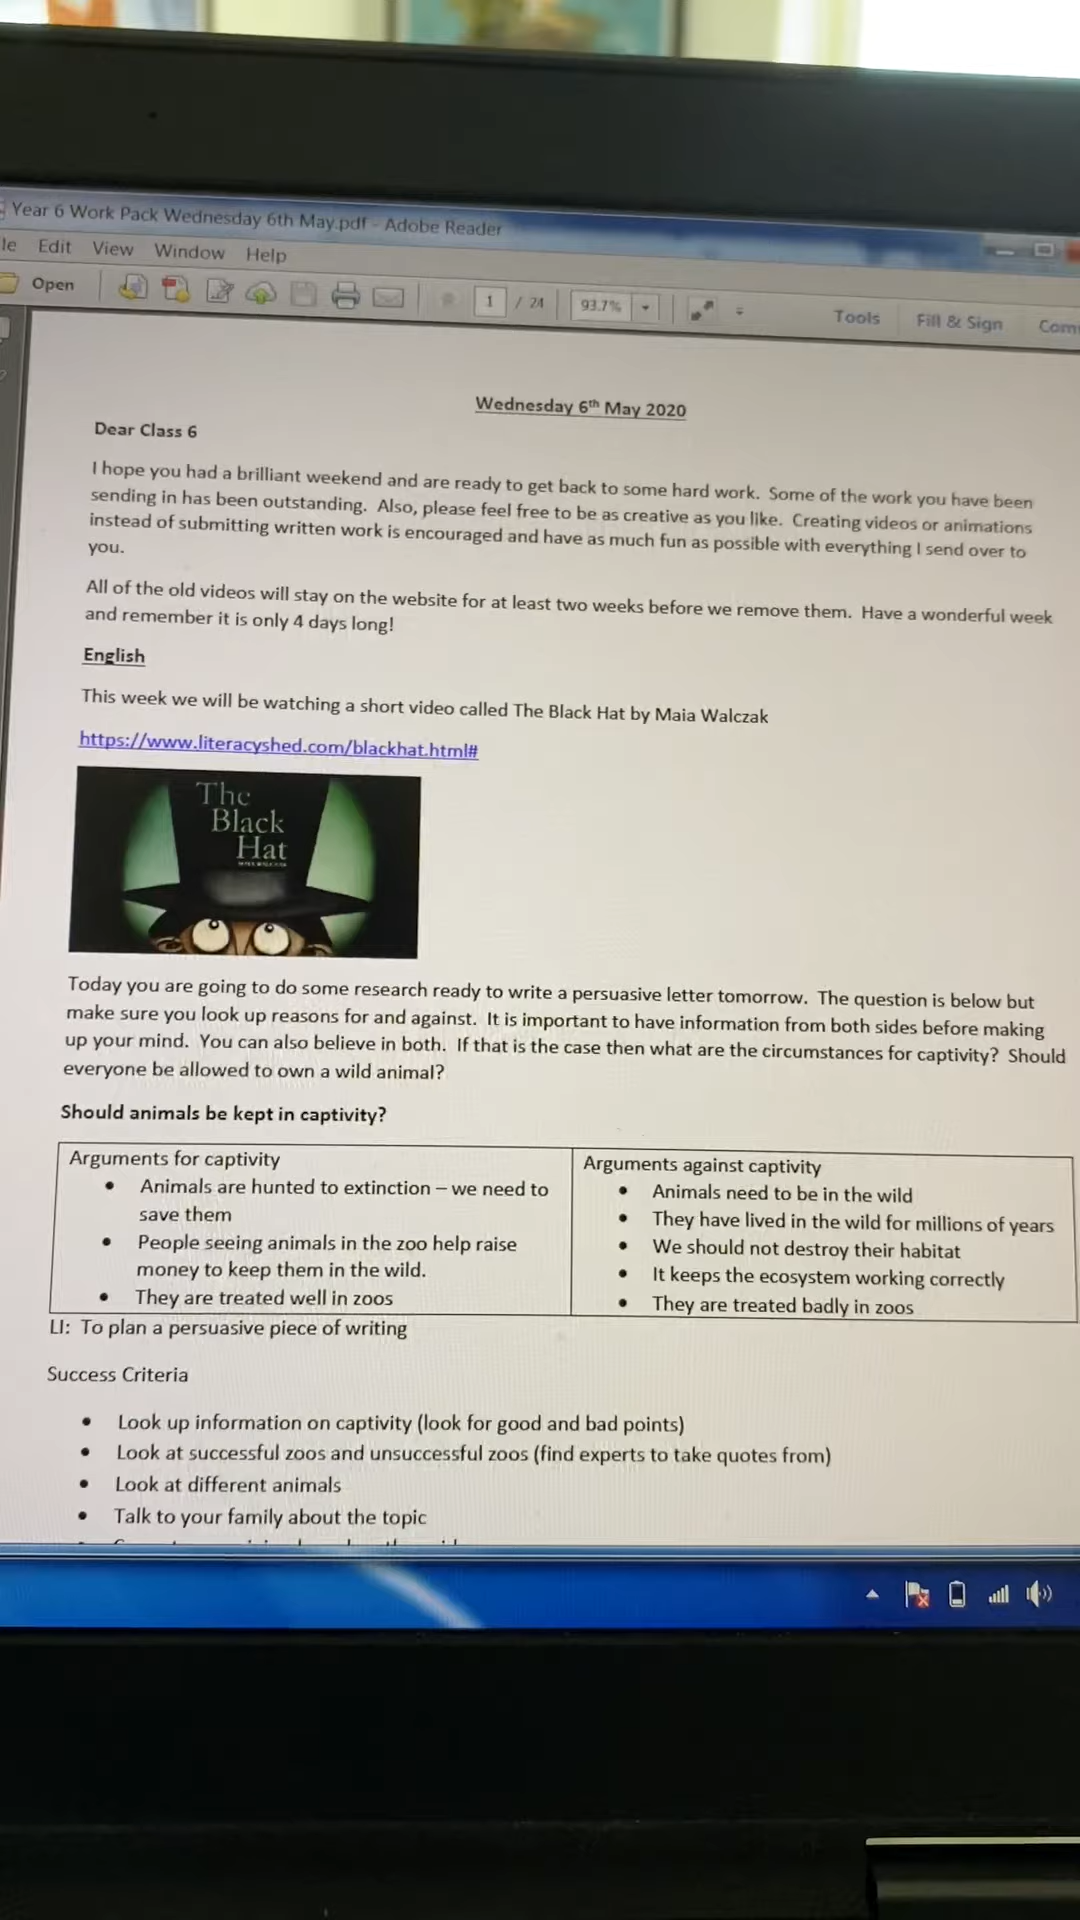 Year 6 Work Pack Wednesday 6th May.pdf - Adobe Reader
Edit View Window Help
Open 1 / 24 93.7% Tools Fill & Sign
Wednesday 6th May 2020
Dear Class 6
I hope you had a brilliant weekend and are ready to get back to some hard work. Some of the work you have been
sending in has been outstanding. Also, please feel free to be as creative as you like. Creating videos or animations
instead of submitting written work is encouraged and have as much fun as possible with everything I send over to
you.
All of the old videos will stay on the website for at least two weeks before we remove them. Have a wonderful week
and remember it is only 4 days long!
English
This week we will be watching a short video called The Black Hat by Maia Walczak
https://www.literacyshed.com/blackhat.html#
The
Black
Hat
Today you are going to do some research ready to write a persuasive letter tomorrow. The question is below but
make sure you look up reasons for and against. It is important to have information from both sides before making
up your mind. You can also believe in both. If that is the case then what are the circumstances for captivity? Should
everyone be allowed to own a wild animal?
Should animals be kept in captivity?
Arguments for captivity
• Animals are hunted to extinction – we need to
save them
• People seeing animals in the zoo help raise
money to keep them in the wild.
• They are treated well in zoos
Arguments against captivity
• Animals need to be in the wild
• They have lived in the wild for millions of years
• We should not destroy their habitat
• It keeps the ecosystem working correctly
• They are treated badly in zoos
LI: To plan a persuasive piece of writing
Success Criteria
• Look up information on captivity (look for good and bad points)
• Look at successful zoos and unsuccessful zoos (find experts to take quotes from)
• Look at different animals
• Talk to your family about the topic